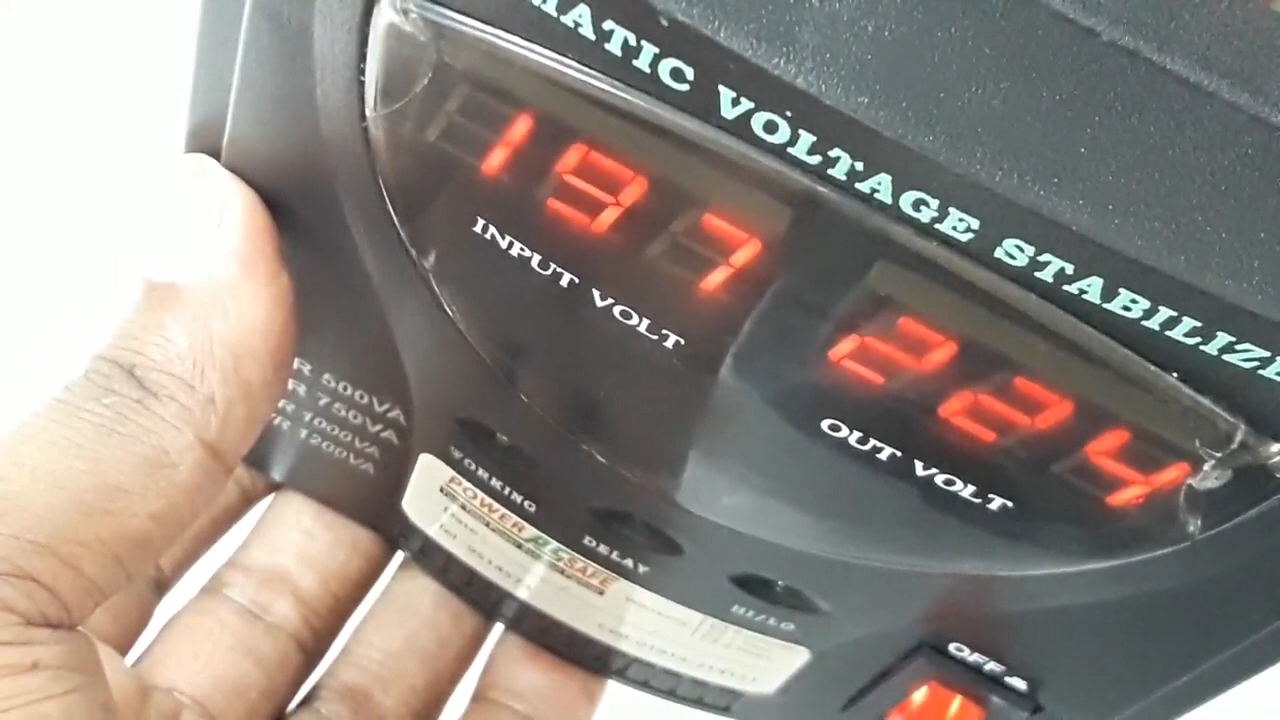 MATIC VOLTAGE STABILIZE
197
INPUT VOLT
224
OUT VOLT
R 500VA
R 750VA
R 1000VA
R 1200VA
WORKING
DELAY
HI/LO
POWER SAFE
OFF